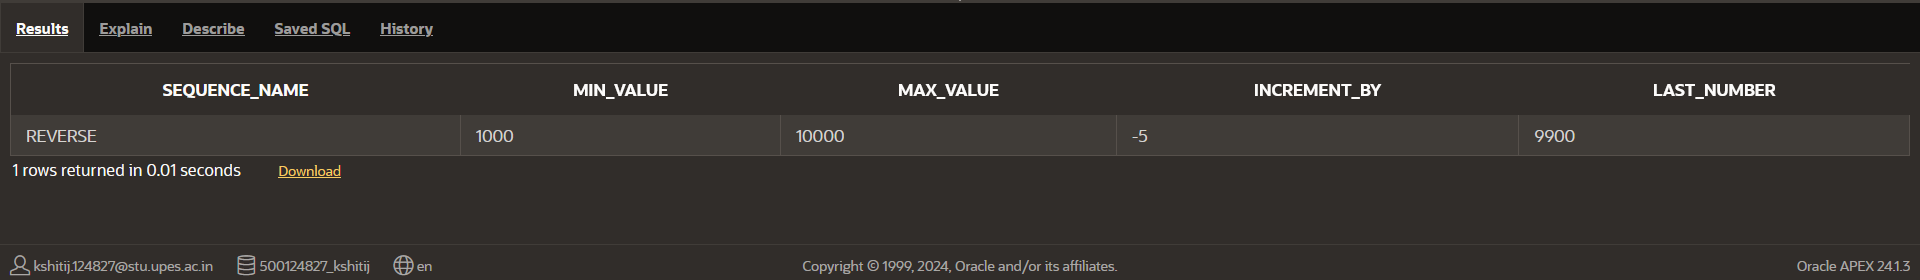 Results Explain Describe Saved SQL History
SEQUENCE_NAME MIN_VALUE MAX_VALUE INCREMENT_BY LAST_NUMBER
REVERSE 1000 10000 -5 9900
1 rows returned in 0.01 seconds Download
kshitij.124827@stu.upes.ac.in 500124827_kshitij en Copyright © 1999, 2024, Oracle and/or its affiliates. Oracle APEX 24.1.3